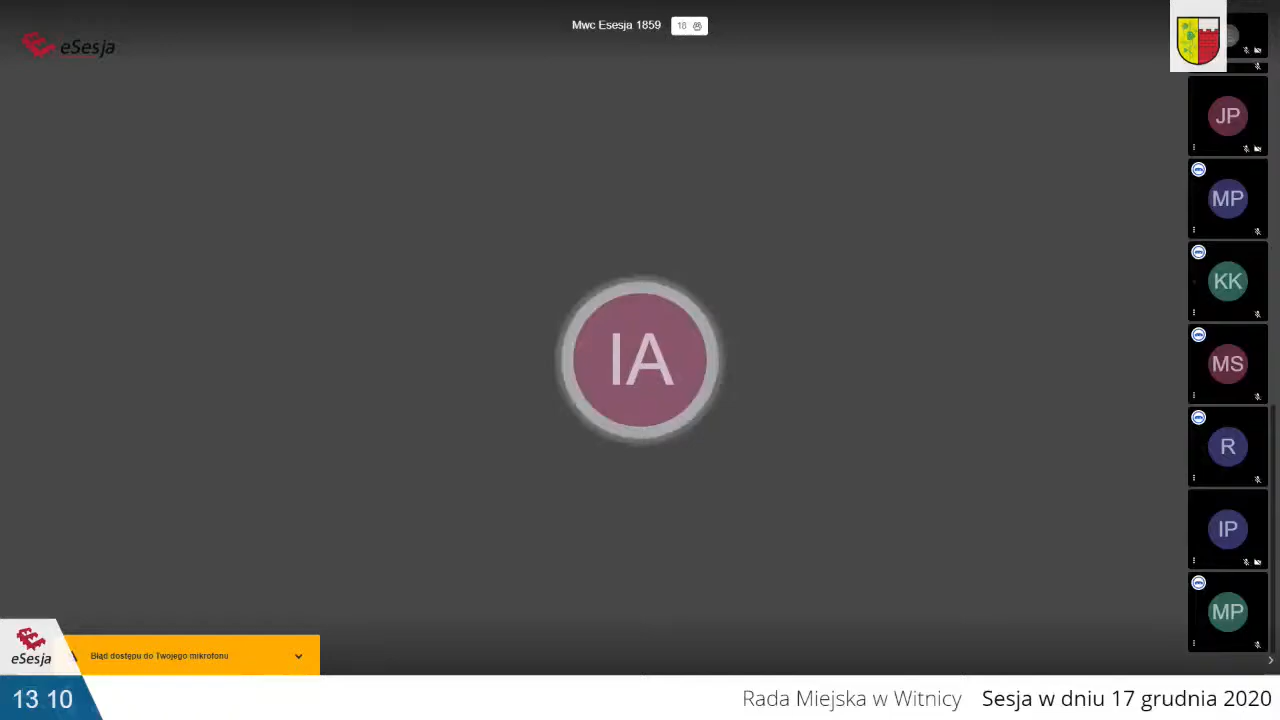 Mwc Esesja 1859 18
eSesja
JP
MP
KK
MS
R
IP
MP
IA
Błąd dostępu do Twojego mikrofonu
eSesja
13 10
Rada Miejska w Witnicy Sesja w dniu 17 grudnia 2020